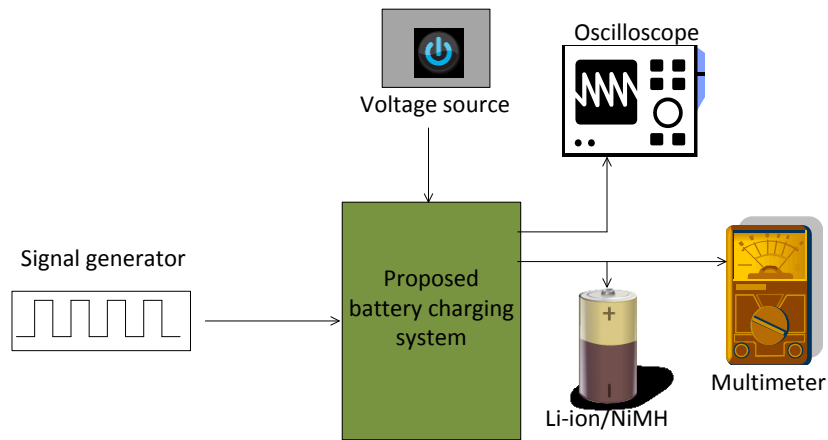 Oscilloscope
Voltage source
Signal generator
Proposed
battery charging
system
Multimeter
Li-ion/NiMH